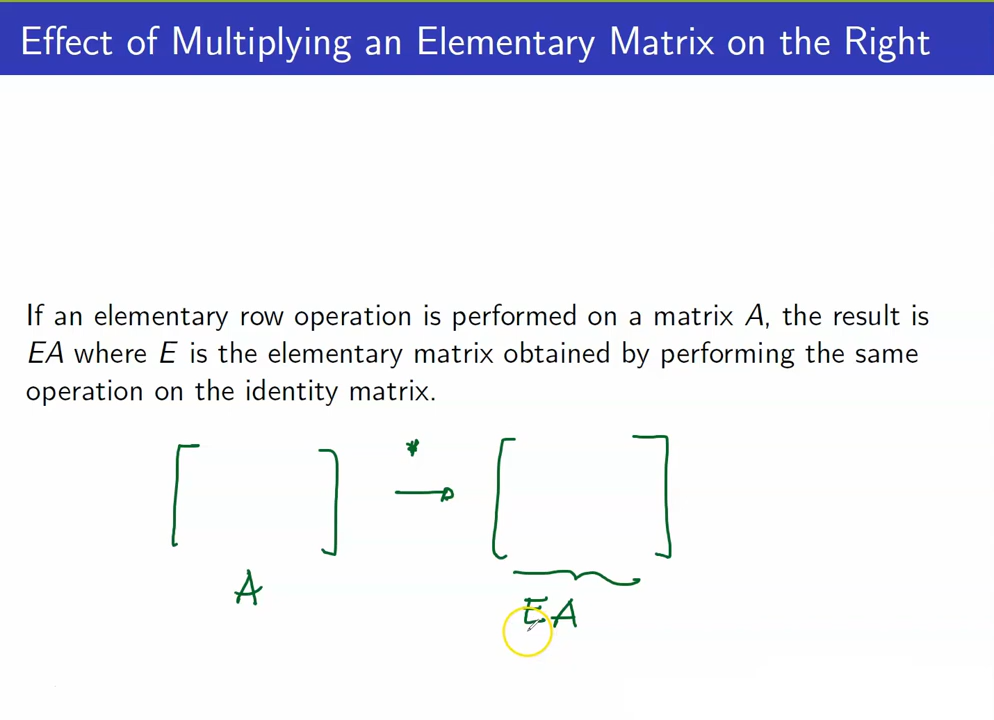 Effect of Multiplying an Elementary Matrix on the Right
If an elementary row operation is performed on a matrix A, the result is
EA where E is the elementary matrix obtained by performing the same
operation on the identity matrix.
[ ] * → [ ]
A EA